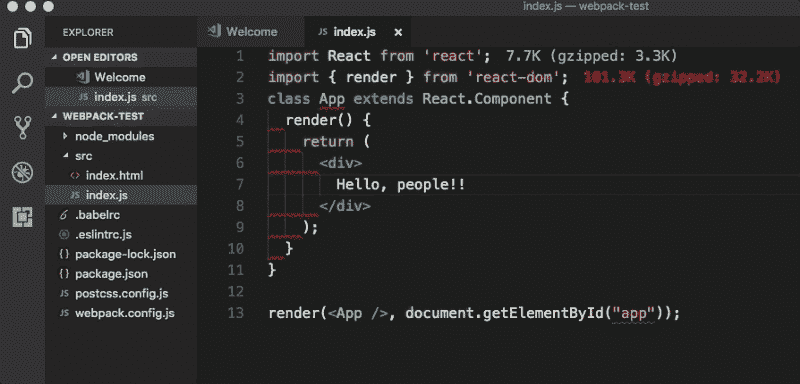 index.js — webpack-test
EXPLORER
OPEN EDITORS
Welcome
index.js src
WEBPACK-TEST
node_modules
src
<> index.html
JS index.js
.babelrc
.eslintrc.js
{ } package-lock.json
{ } package.json
JS postcss.config.js
JS webpack.config.js
Welcome
JS index.js ×
1 import React from 'react'; 7.7K (gzipped: 3.3K)
2 import { render } from 'react-dom'; 101.3K (gzipped: 32.2K)
3 class App extends React.Component {
4 render() {
5 return (
6 <div>
7 Hello, people!!
8 </div>
9 );
10 }
11 }
12
13 render(<App />, document.getElementById("app"));